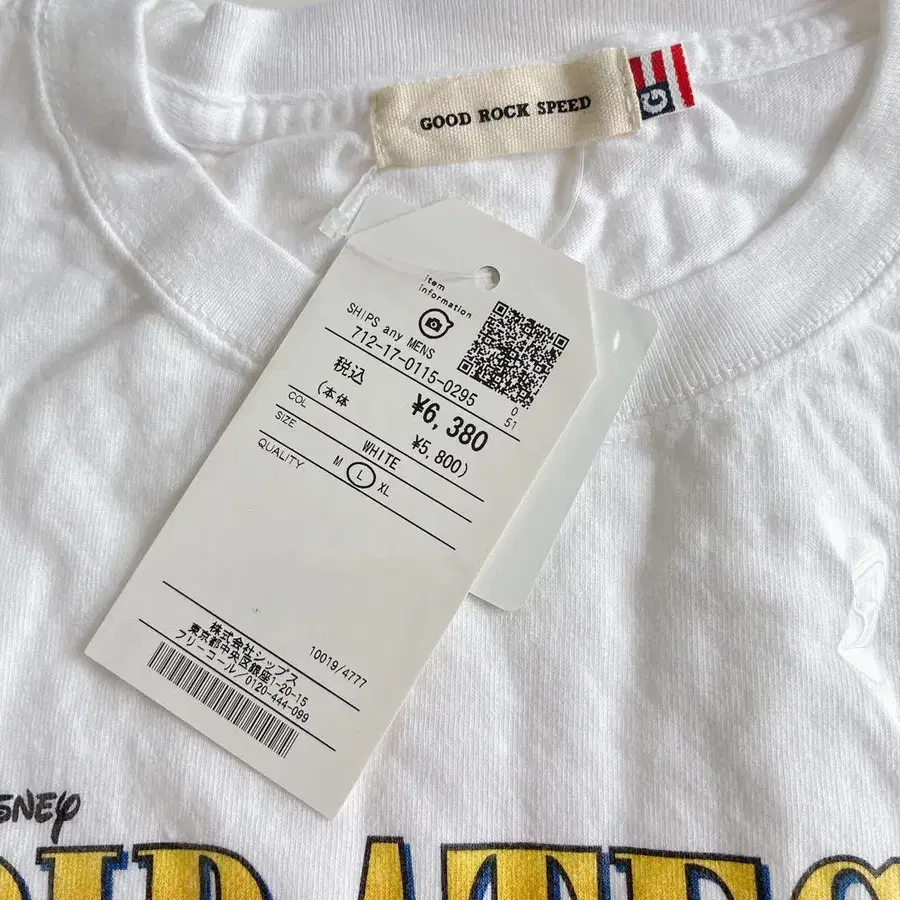 GOOD ROCK SPEED
G
item
information
SHIPS any MENS
712-17-0115-0295
0
51
税込 ¥6,380
(本体 ¥5,800)
COL WHITE
SIZE M L XL
QUALITY
10019/4777
株式会社シップス
東京都中央区銀座1-20-15
フリーコール/0120-444-099